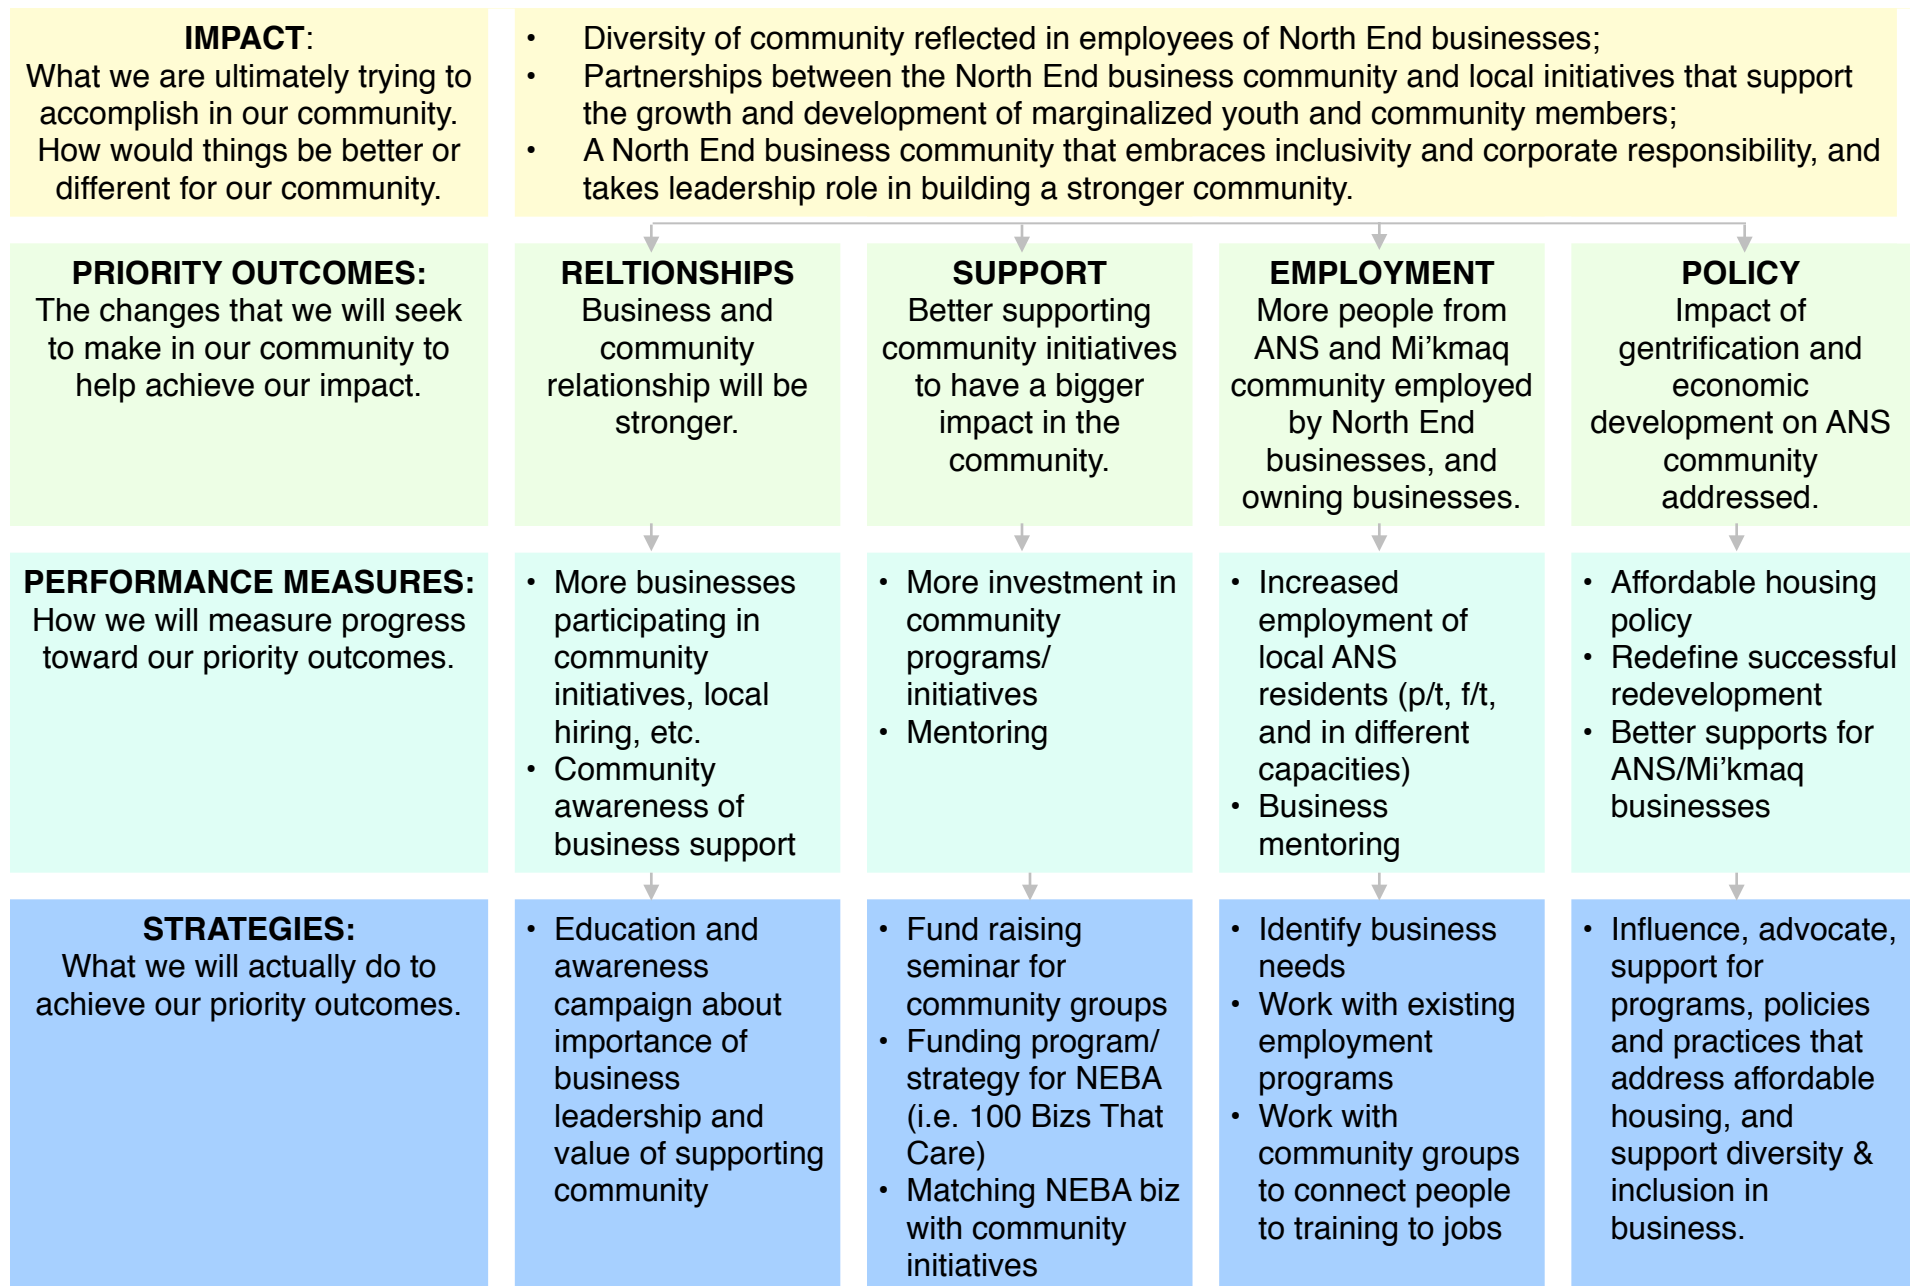 IMPACT:
What we are ultimately trying to
accomplish in our community.
How would things be better or
different for our community.
• Diversity of community reflected in employees of North End businesses;
• Partnerships between the North End business community and local initiatives that support
the growth and development of marginalized youth and community members;
• A North End business community that embraces inclusivity and corporate responsibility, and
takes leadership role in building a stronger community.
PRIORITY OUTCOMES:
The changes that we will seek
to make in our community to
help achieve our impact.
RELTIONSHIPS
Business and
community
relationship will be
stronger.
SUPPORT
Better supporting
community initiatives
to have a bigger
impact in the
community.
EMPLOYMENT
More people from
ANS and Mi’kmaq
community employed
by North End
businesses, and
owning businesses.
POLICY
Impact of
gentrification and
economic
development on ANS
community
addressed.
PERFORMANCE MEASURES:
How we will measure progress
toward our priority outcomes.
• More businesses
participating in
community
initiatives, local
hiring, etc.
• Community
awareness of
business support
• More investment in
community
programs/
initiatives
• Mentoring
• Increased
employment of
local ANS
residents (p/t, f/t,
and in different
capacities)
• Business
mentoring
• Affordable housing
policy
• Redefine successful
redevelopment
• Better supports for
ANS/Mi’kmaq
businesses
STRATEGIES:
What we will actually do to
achieve our priority outcomes.
• Education and
awareness
campaign about
importance of
business
leadership and
value of supporting
community
• Fund raising
seminar for
community groups
• Funding program/
strategy for NEBA
(i.e. 100 Bizs That
Care)
• Matching NEBA biz
with community
initiatives
• Identify business
needs
• Work with existing
employment
programs
• Work with
community groups
to connect people
to training to jobs
• Influence, advocate,
support for
programs, policies
and practices that
address affordable
housing, and
support diversity &
inclusion in
business.